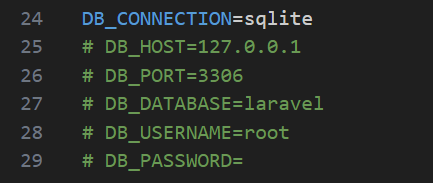 24 DB_CONNECTION=sqlite
25 # DB_HOST=127.0.0.1
26 # DB_PORT=3306
27 # DB_DATABASE=laravel
28 # DB_USERNAME=root
29 # DB_PASSWORD=